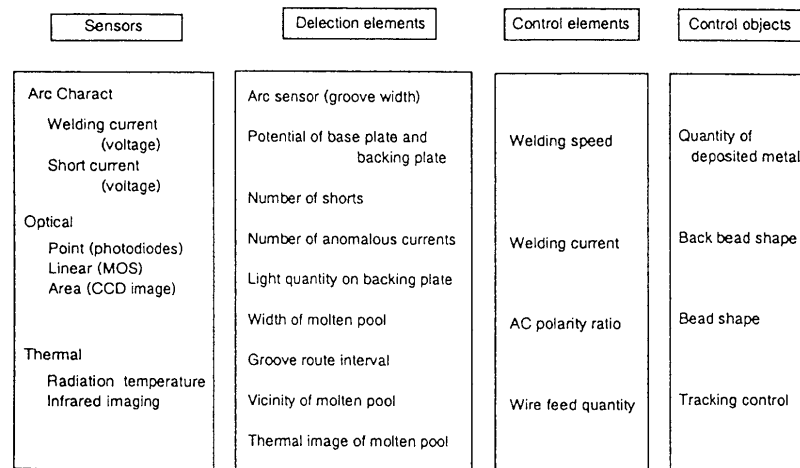 Sensors
Delection elements
Control elements
Control objects
Arc Charact
Welding current
(voltage)
Short current
(voltage)
Optical
Point (photodiodes)
Linear (MOS)
Area (CCD image)
Thermal
Radiation temperature
Infrared imaging
Arc sensor (groove width)
Potential of base plate and
backing plate
Number of shorts
Number of anomalous currents
Light quantity on backing plate
Width of molten pool
Groove route interval
Vicinity of molten pool
Thermal image of molten pool
Welding speed
Welding current
AC polarity ratio
Wire feed quantity
Quantity of
deposited metal
Back bead shape
Bead shape
Tracking control